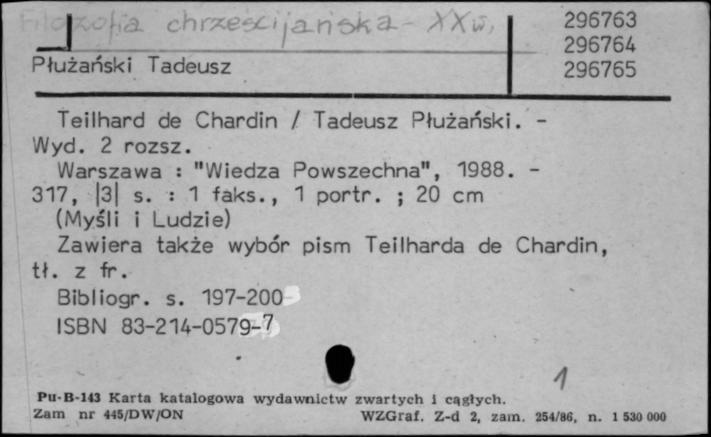 Filozofia chrześcijańska - XXw.
296763
296764
Płużański Tadeusz
296765
Teilhard de Chardin / Tadeusz Płużański. -
Wyd. 2 rozsz.
Warszawa : "Wiedza Powszechna", 1988. -
317, |3| s. : 1 faks., 1 portr. ; 20 cm
(Myśli i Ludzie)
Zawiera także wybór pism Teilharda de Chardin,
tł. z fr.
Bibliogr. s. 197-200
ISBN 83-214-0579-7
1
Pu-B-143 Karta katalogowa wydawnictw zwartych i ciągłych.
Zam nr 445/DW/ON WZGraf. Z-d 2, zam. 254/86, n. 1 530 000